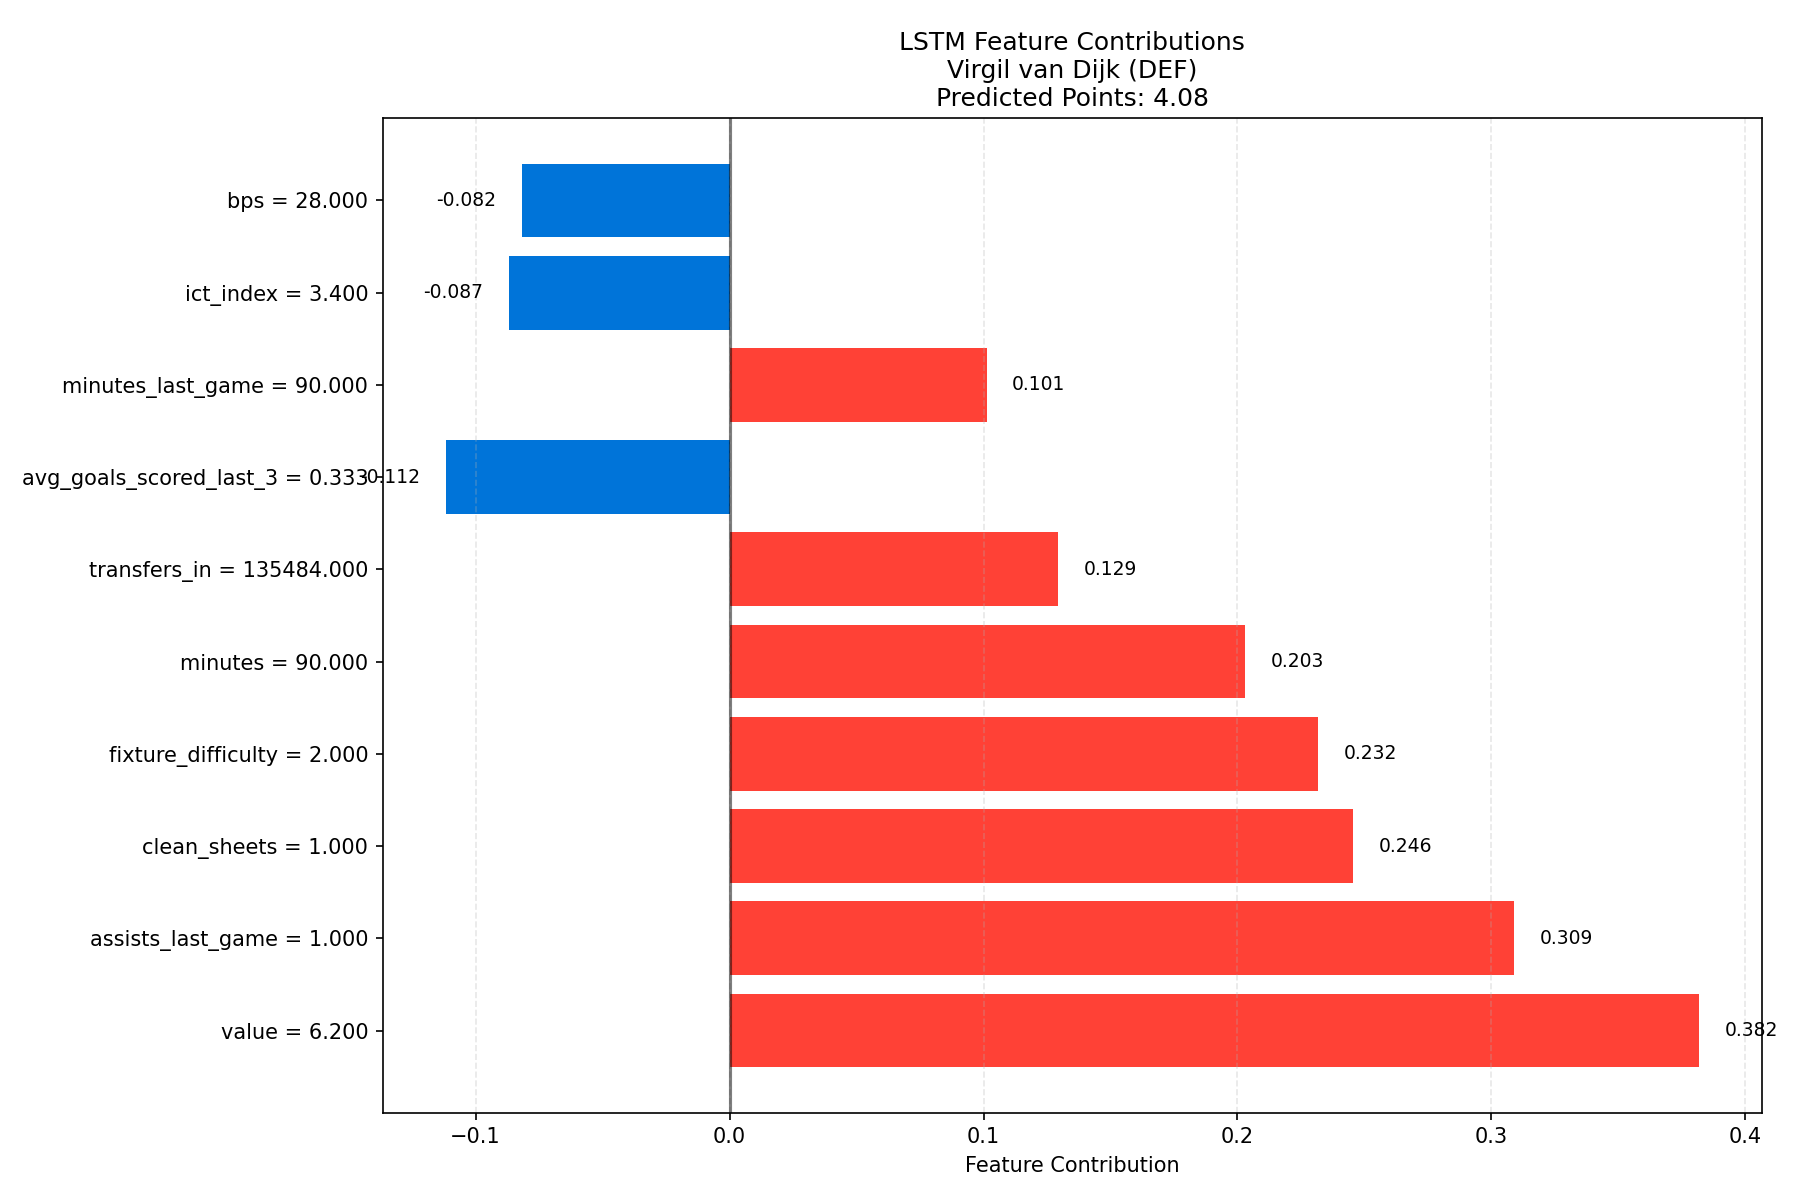 LSTM Feature Contributions
Virgil van Dijk (DEF)
Predicted Points: 4.08
bps = 28.000 -0.082
ict_index = 3.400 -0.087
minutes_last_game = 90.000 0.101
avg_goals_scored_last_3 = 0.333 -0.112
transfers_in = 135484.000 0.129
minutes = 90.000 0.203
fixture_difficulty = 2.000 0.232
clean_sheets = 1.000 0.246
assists_last_game = 1.000 0.309
value = 6.200 0.382
−0.1 0.0 0.1 0.2 0.3 0.4
Feature Contribution